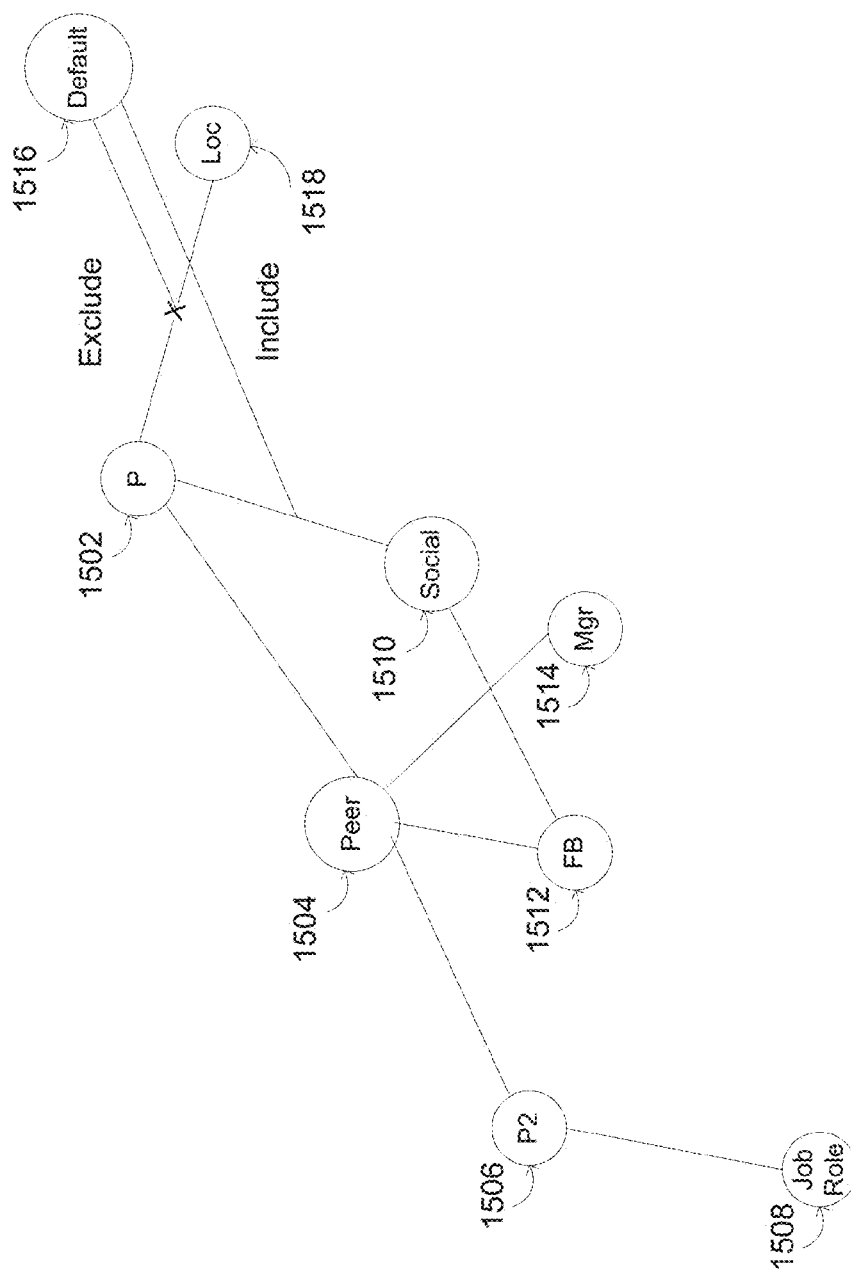 1516
Default
Loc
1518
Exclude
Include
P
1502
Social
1510
Mgr
1514
Peer
1504
FB
1512
P2
1506
Job
Role
1508